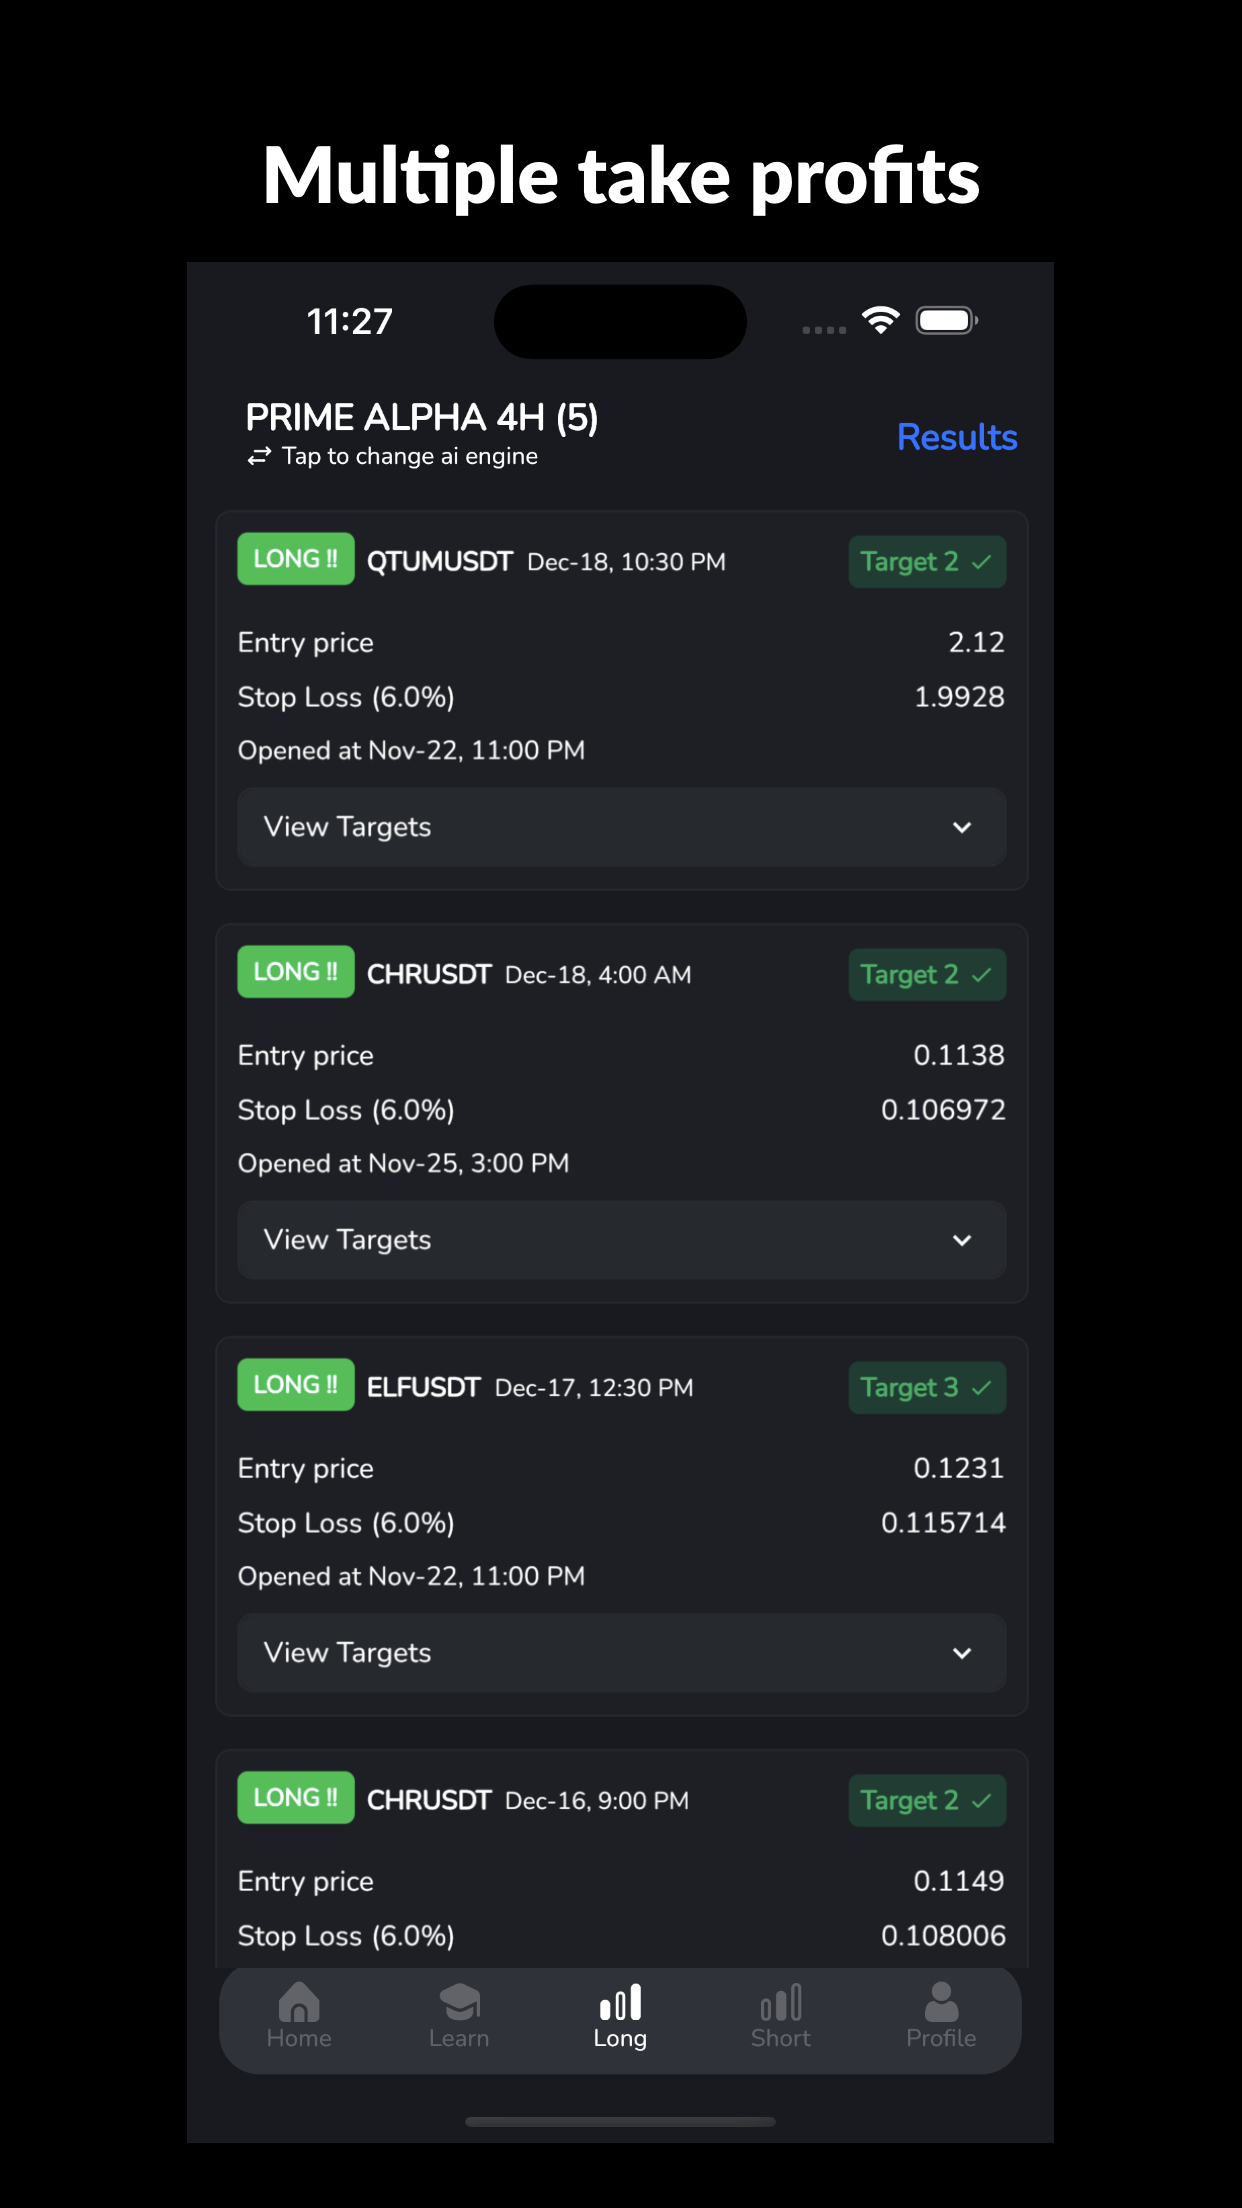 Multiple take profits
11:27
PRIME ALPHA 4H (5)
Tap to change ai engine
Results
LONG !! QTUMUSDT Dec-18, 10:30 PM Target 2 ✓
Entry price 2.12
Stop Loss (6.0%) 1.9928
Opened at Nov-22, 11:00 PM
View Targets
LONG !! CHRUSDT Dec-18, 4:00 AM Target 2 ✓
Entry price 0.1138
Stop Loss (6.0%) 0.106972
Opened at Nov-25, 3:00 PM
View Targets
LONG !! ELFUSDT Dec-17, 12:30 PM Target 3 ✓
Entry price 0.1231
Stop Loss (6.0%) 0.115714
Opened at Nov-22, 11:00 PM
View Targets
LONG !! CHRUSDT Dec-16, 9:00 PM Target 2 ✓
Entry price 0.1149
Stop Loss (6.0%) 0.108006
Home Learn Long Short Profile